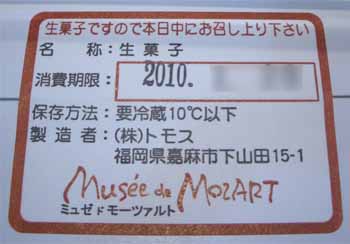 生菓子ですので本日中にお召し上り下さい
名　　称：生 菓 子
消費期限：2010.
保存方法：要冷蔵10℃以下
製 造 者：(株)トモス
福岡県嘉麻市下山田15-1
Musée de MOZART
ミュゼ ド モーツァルト